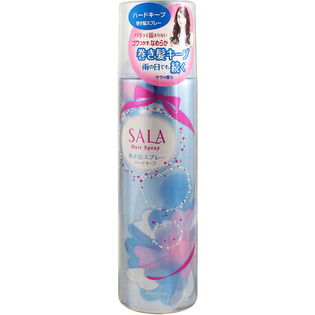 ハードキープ
巻き髪スプレー
パリッと固まらない
ゴワつかず、なめらか
巻き髪キープ
雨の日でも続く
サラの香り
SALA
Hair Spray
巻き髪スプレー
ハードキープ